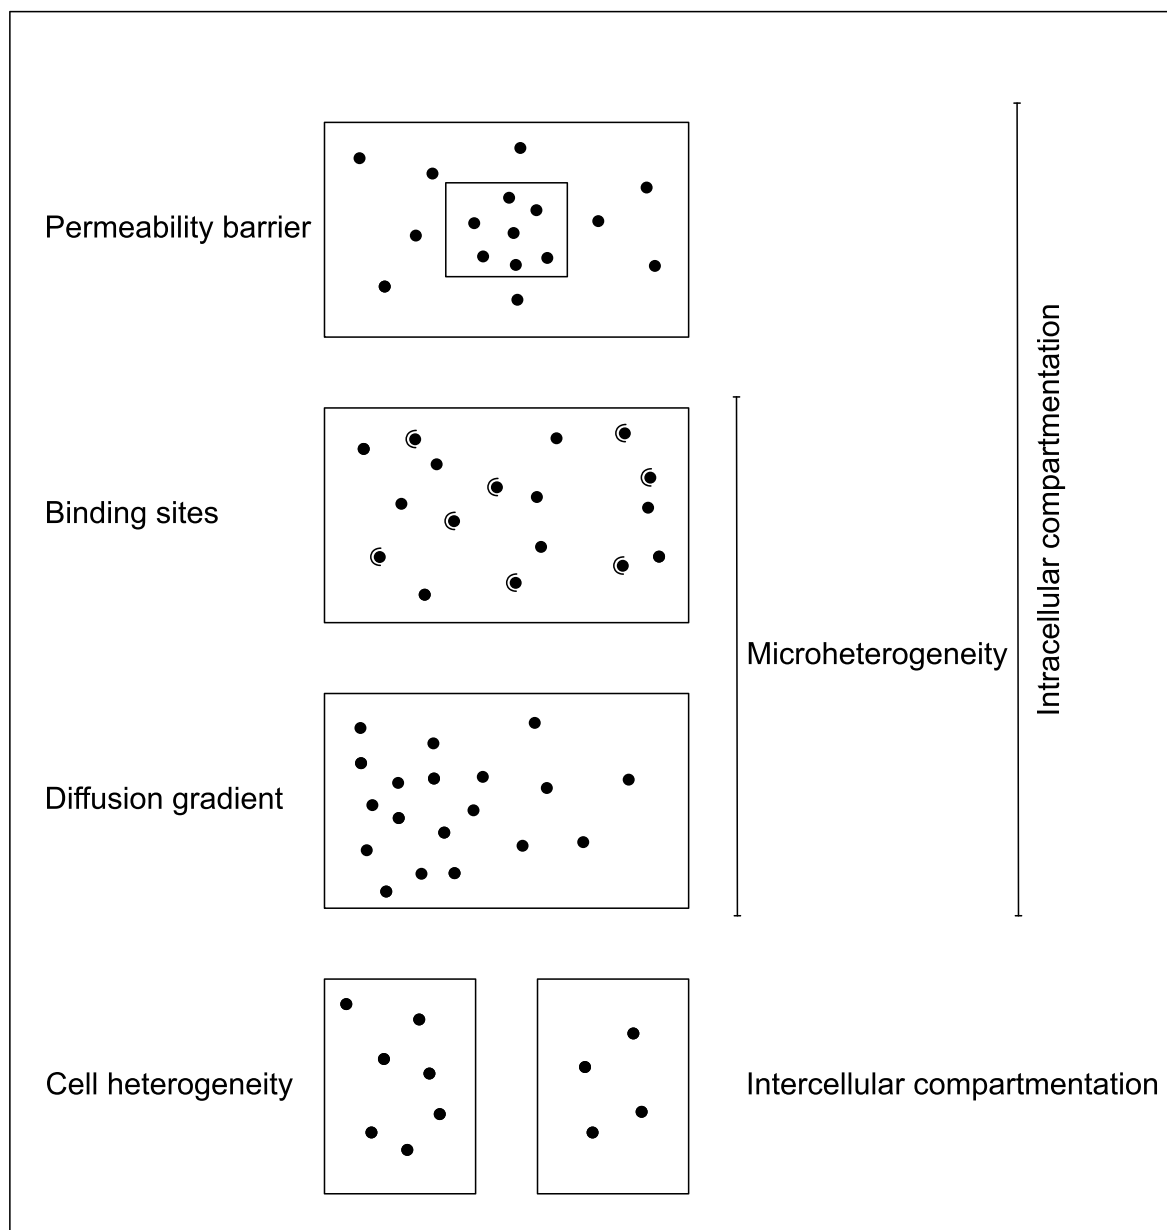 Permeability barrier
Binding sites
Microheterogeneity
Intracellular compartmentation
Diffusion gradient
Cell heterogeneity
Intercellular compartmentation